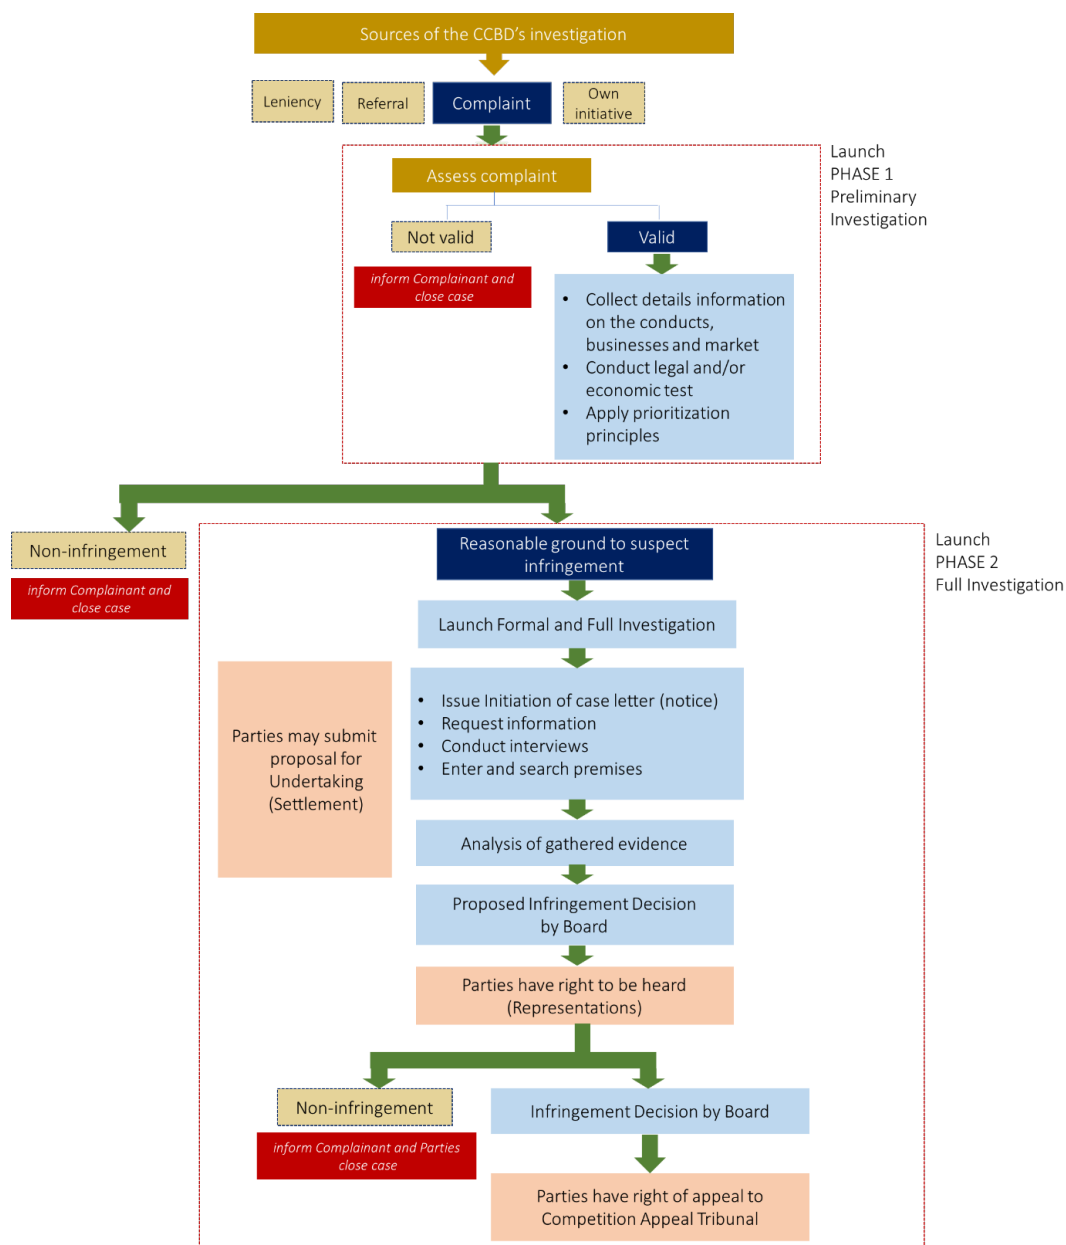 Sources of the CCBD's investigation
Leniency
Referral
Complaint
Own
initiative
Launch
PHASE 1
Preliminary
Investigation
Assess complaint
Not valid
Valid
inform Complainant and
close case
• Collect details information
on the conducts,
businesses and market
• Conduct legal and/or
economic test
• Apply prioritization
principles
Non-infringement
inform Complainant and
close case
Reasonable ground to suspect
infringement
Launch
PHASE 2
Full Investigation
Launch Formal and Full Investigation
Parties may submit
proposal for
Undertaking
(Settlement)
• Issue Initiation of case letter (notice)
• Request information
• Conduct interviews
• Enter and search premises
Analysis of gathered evidence
Proposed Infringement Decision
by Board
Parties have right to be heard
(Representations)
Non-infringement
inform Complainant and Parties
close case
Infringement Decision by Board
Parties have right of appeal to
Competition Appeal Tribunal